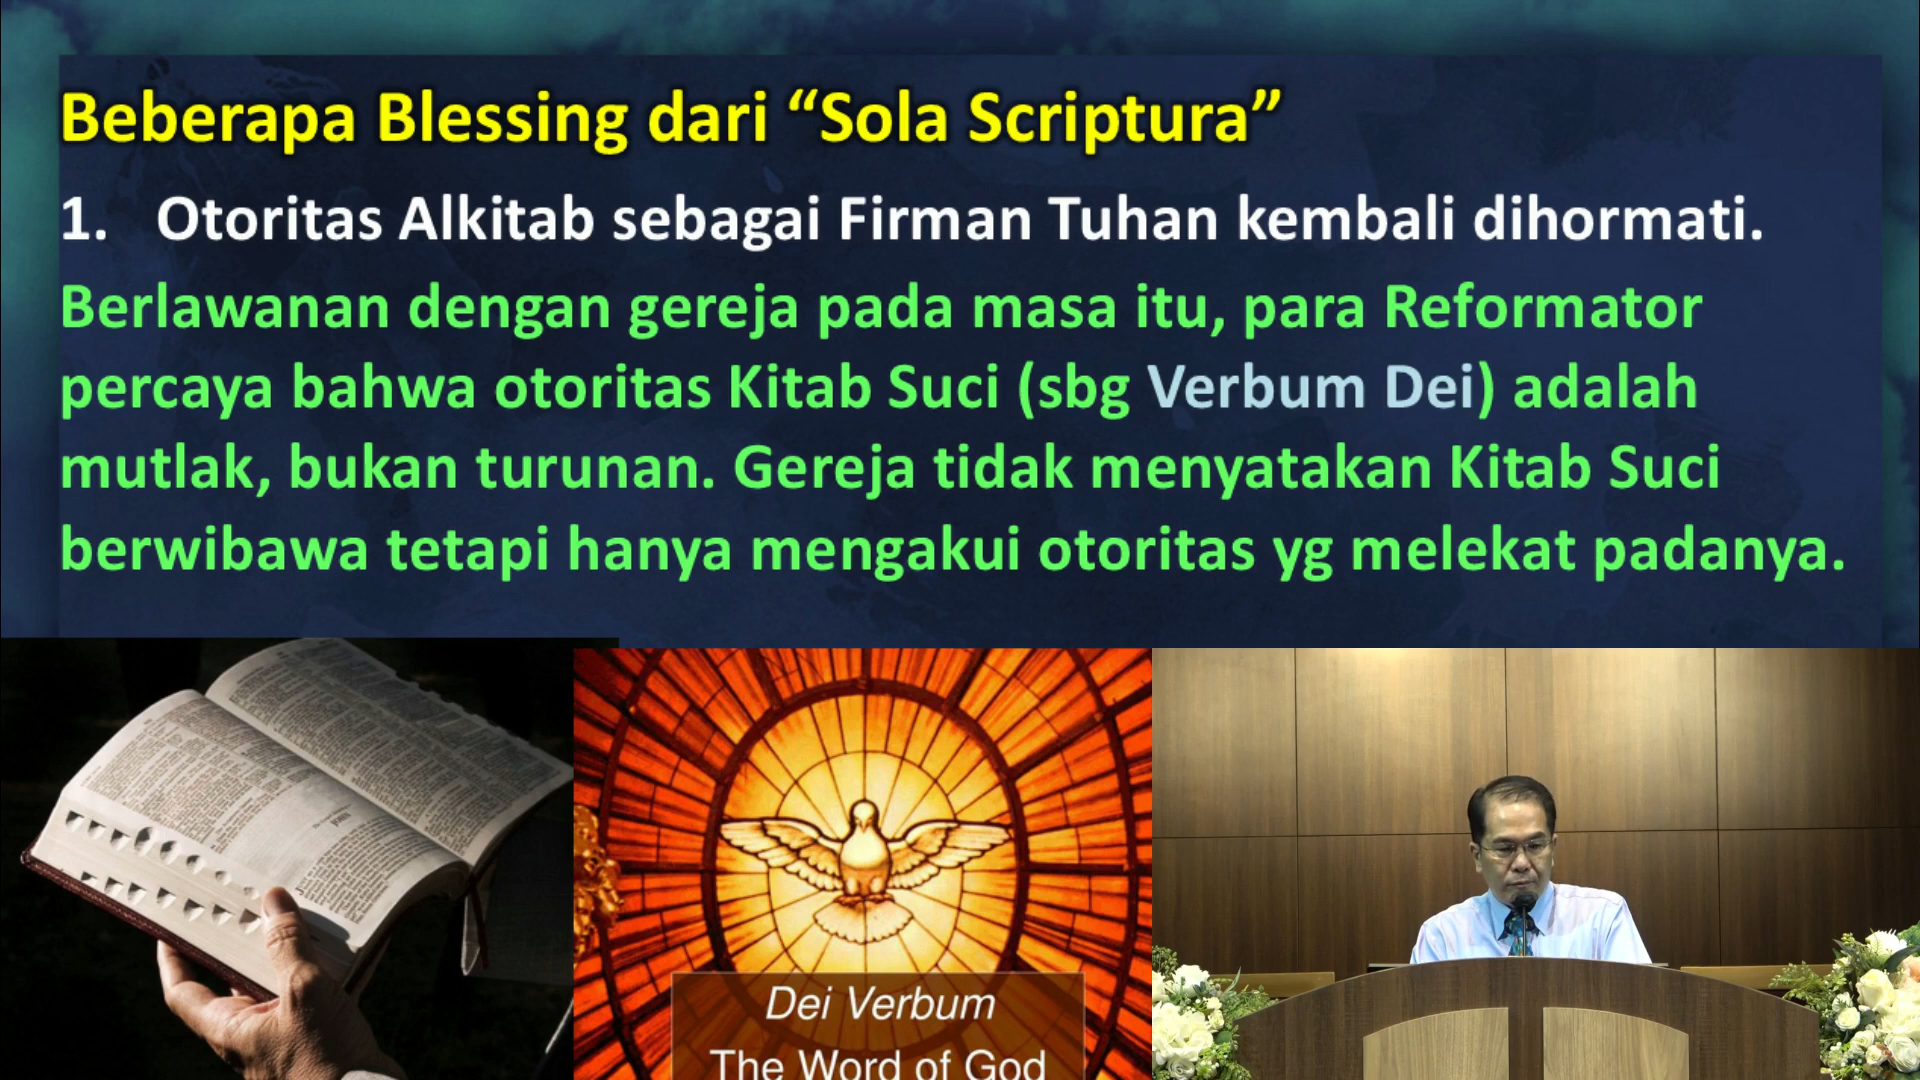 Beberapa Blessing dari “Sola Scriptura”
1. Otoritas Alkitab sebagai Firman Tuhan kembali dihormati.
Berlawanan dengan gereja pada masa itu, para Reformator
percaya bahwa otoritas Kitab Suci (sbg Verbum Dei) adalah
mutlak, bukan turunan. Gereja tidak menyatakan Kitab Suci
berwibawa tetapi hanya mengakui otoritas yg melekat padanya.
Dei Verbum
The Word of God